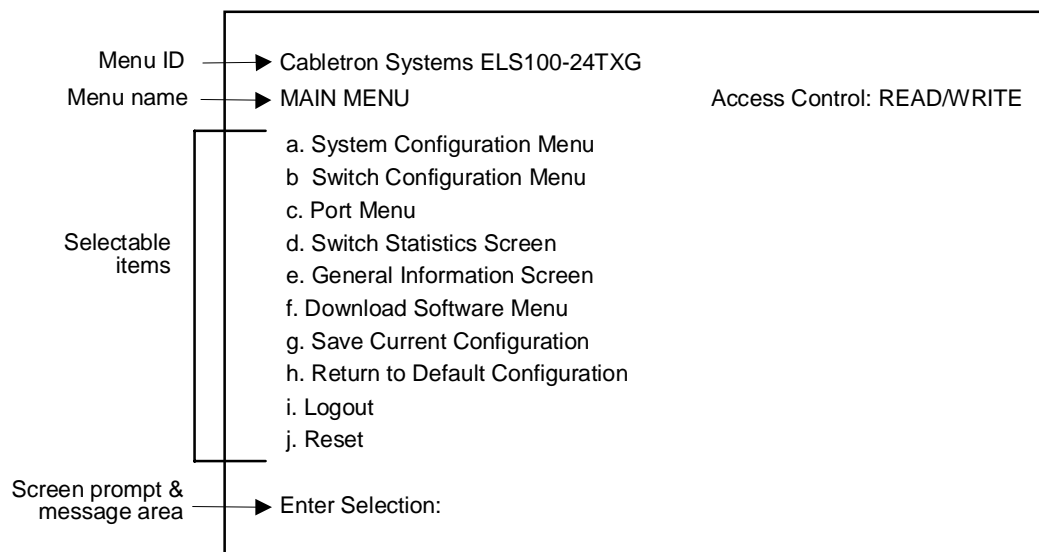 Menu ID
Cabletron Systems ELS100-24TXG
Menu name
MAIN MENU
Access Control: READ/WRITE
Selectable
items
a. System Configuration Menu
b Switch Configuration Menu
c. Port Menu
d. Switch Statistics Screen
e. General Information Screen
f. Download Software Menu
g. Save Current Configuration
h. Return to Default Configuration
i. Logout
j. Reset
Screen prompt &
message area
Enter Selection: